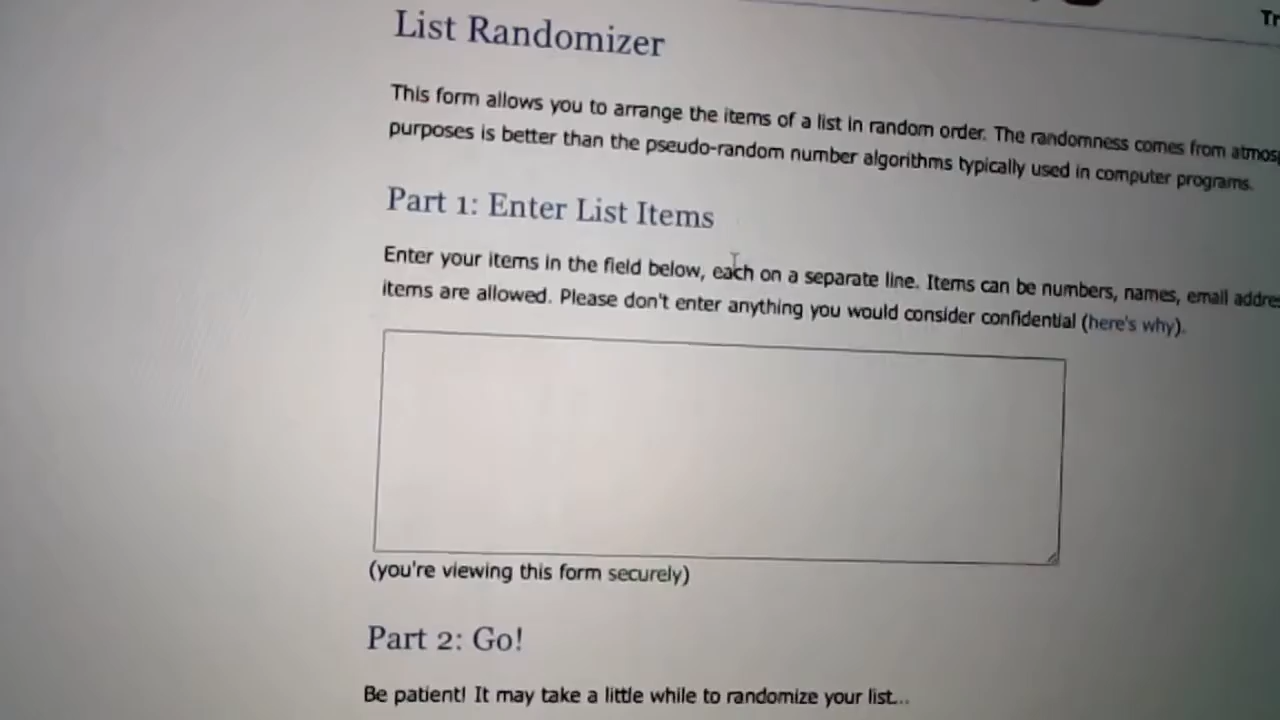 Tr
List Randomizer
This form allows you to arrange the items of a list in random order. The randomness comes from atmosp
purposes is better than the pseudo-random number algorithms typically used in computer programs.
Part 1: Enter List Items
Enter your items in the field below, each on a separate line. Items can be numbers, names, email addre
items are allowed. Please don't enter anything you would consider confidential (here's why).
(you're viewing this form securely)
Part 2: Go!
Be patient! It may take a little while to randomize your list...